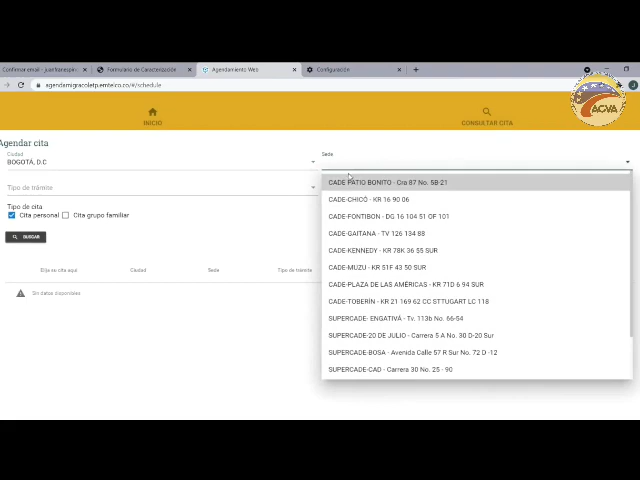 Confirmar email - juanfranespin
Formulario de Caracterización
Agendamiento Web
Configuración
agendamigracoletp.emtelco.co/#/schedule
AGVA
INICIO
CONSULTAR CITA
Agendar cita
Ciudad
BOGOTÁ, D.C
Sede
Tipo de trámite
Tipo de cita
Cita personal
Cita grupo familiar
BUSCAR
Elija su cita aquí
Ciudad
Sede
Tipo de trámite
Sin datos disponibles
CADE PATIO BONITO - Cra 87 No. 5B-21
CADE-CHICÓ - KR 16 90 06
CADE-FONTIBON - DG 16 104 51 OF 101
CADE-GAITANA - TV 126 134 88
CADE-KENNEDY - KR 78K 36 55 SUR
CADE-MUZU - KR 51F 43 50 SUR
CADE-PLAZA DE LAS AMÉRICAS - KR 71D 6 94 SUR
CADE-TOBERÍN - KR 21 169 62 CC STTUGART LC 118
SUPERCADE- ENGATIVÁ - Tv. 113b No. 66-54
SUPERCADE-20 DE JULIO - Carrera 5 A No. 30 D-20 Sur
SUPERCADE-BOSA - Avenida Calle 57 R Sur No. 72 D -12
SUPERCADE-CAD - Carrera 30 No. 25 - 90